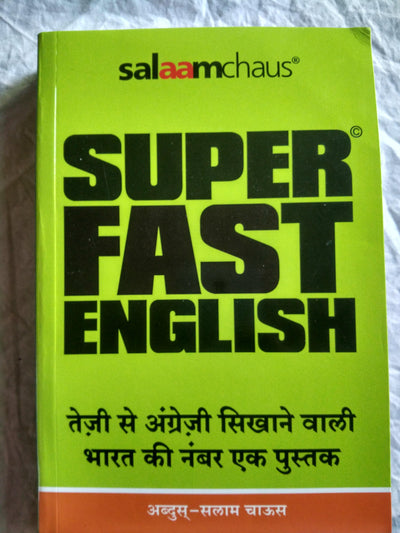 salaamchaus®
SUPER©
FAST
ENGLISH
तेज़ी से अंग्रेज़ी सिखाने वाली
भारत की नंबर एक पुस्तक
अब्दुस्-सलाम चाऊस